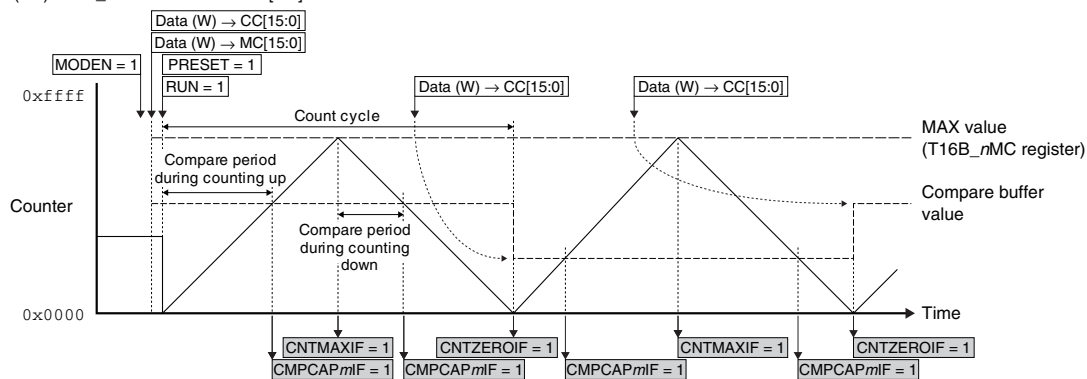 Data (W) → CC[15:0]
Data (W) → MC[15:0]
MODEN = 1
PRESET = 1
RUN = 1
Data (W) → CC[15:0]
Data (W) → CC[15:0]
0xffff
Count cycle
MAX value
(T16B_nMC register)
Compare period
during counting up
Compare buffer
value
Counter
Compare period
during counting
down
0x0000
Time
CNTMAXIF = 1
CNTZEROIF = 1
CNTMAXIF = 1
CNTZEROIF = 1
CMPCAPmIF = 1
CMPCAPmIF = 1
CMPCAPmIF = 1
CMPCAPmIF = 1